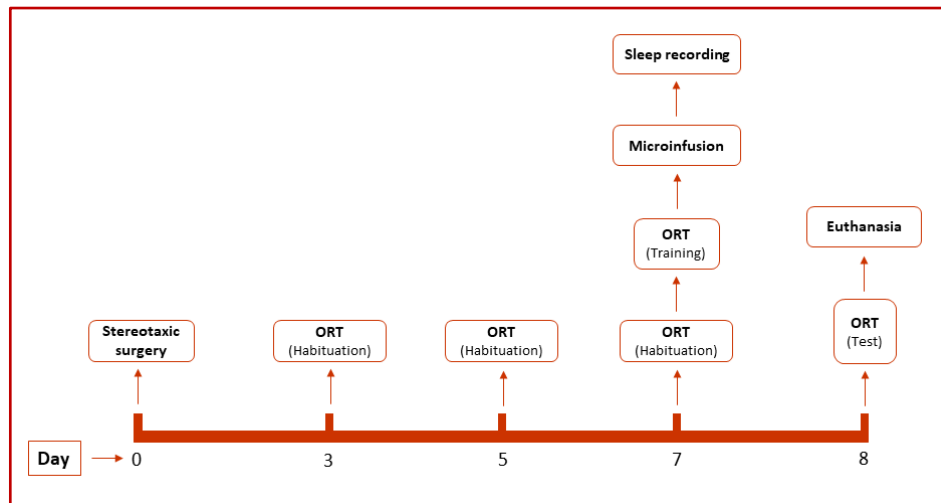 Sleep recording
Microinfusion
ORT
(Training)
Euthanasia
Stereotaxic
surgery
ORT
(Habituation)
ORT
(Habituation)
ORT
(Habituation)
ORT
(Test)
Day
0
3
5
7
8